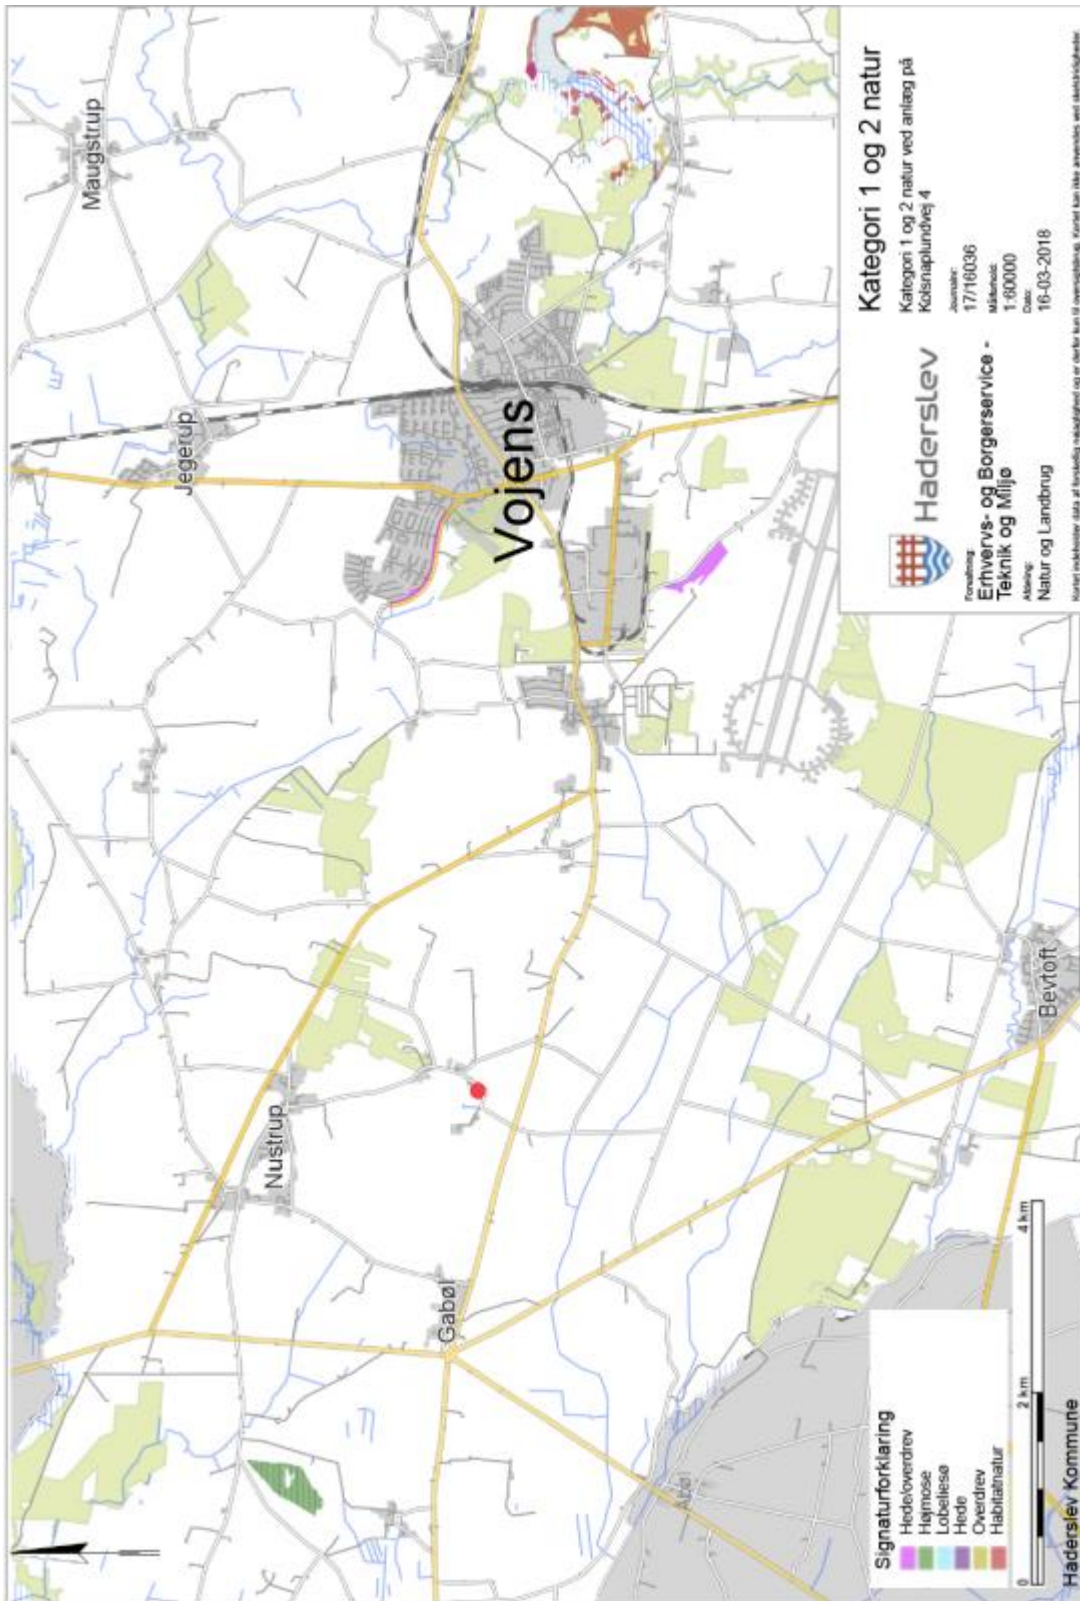 Maugstrup
Jegerup
Vojens
Nustrup
Gabøl
Bevtoft
Signaturforklaring
Hede/overdrev
Højmose
Lobeliesø
Hede
Overdrev
Habitatnatur
0 2 km 4 km
Haderslev Kommune
Haderslev
Forvaltning:
Erhvervs- og Borgerservice -
Teknik og Miljø
Afdeling:
Natur og Landbrug
Kategori 1 og 2 natur
Kategori 1 og 2 natur ved anlæg på
Kolsnaplundvej 4
Journalnr:
17/16036
Målforhold:
1:60000
Dato:
16-03-2018